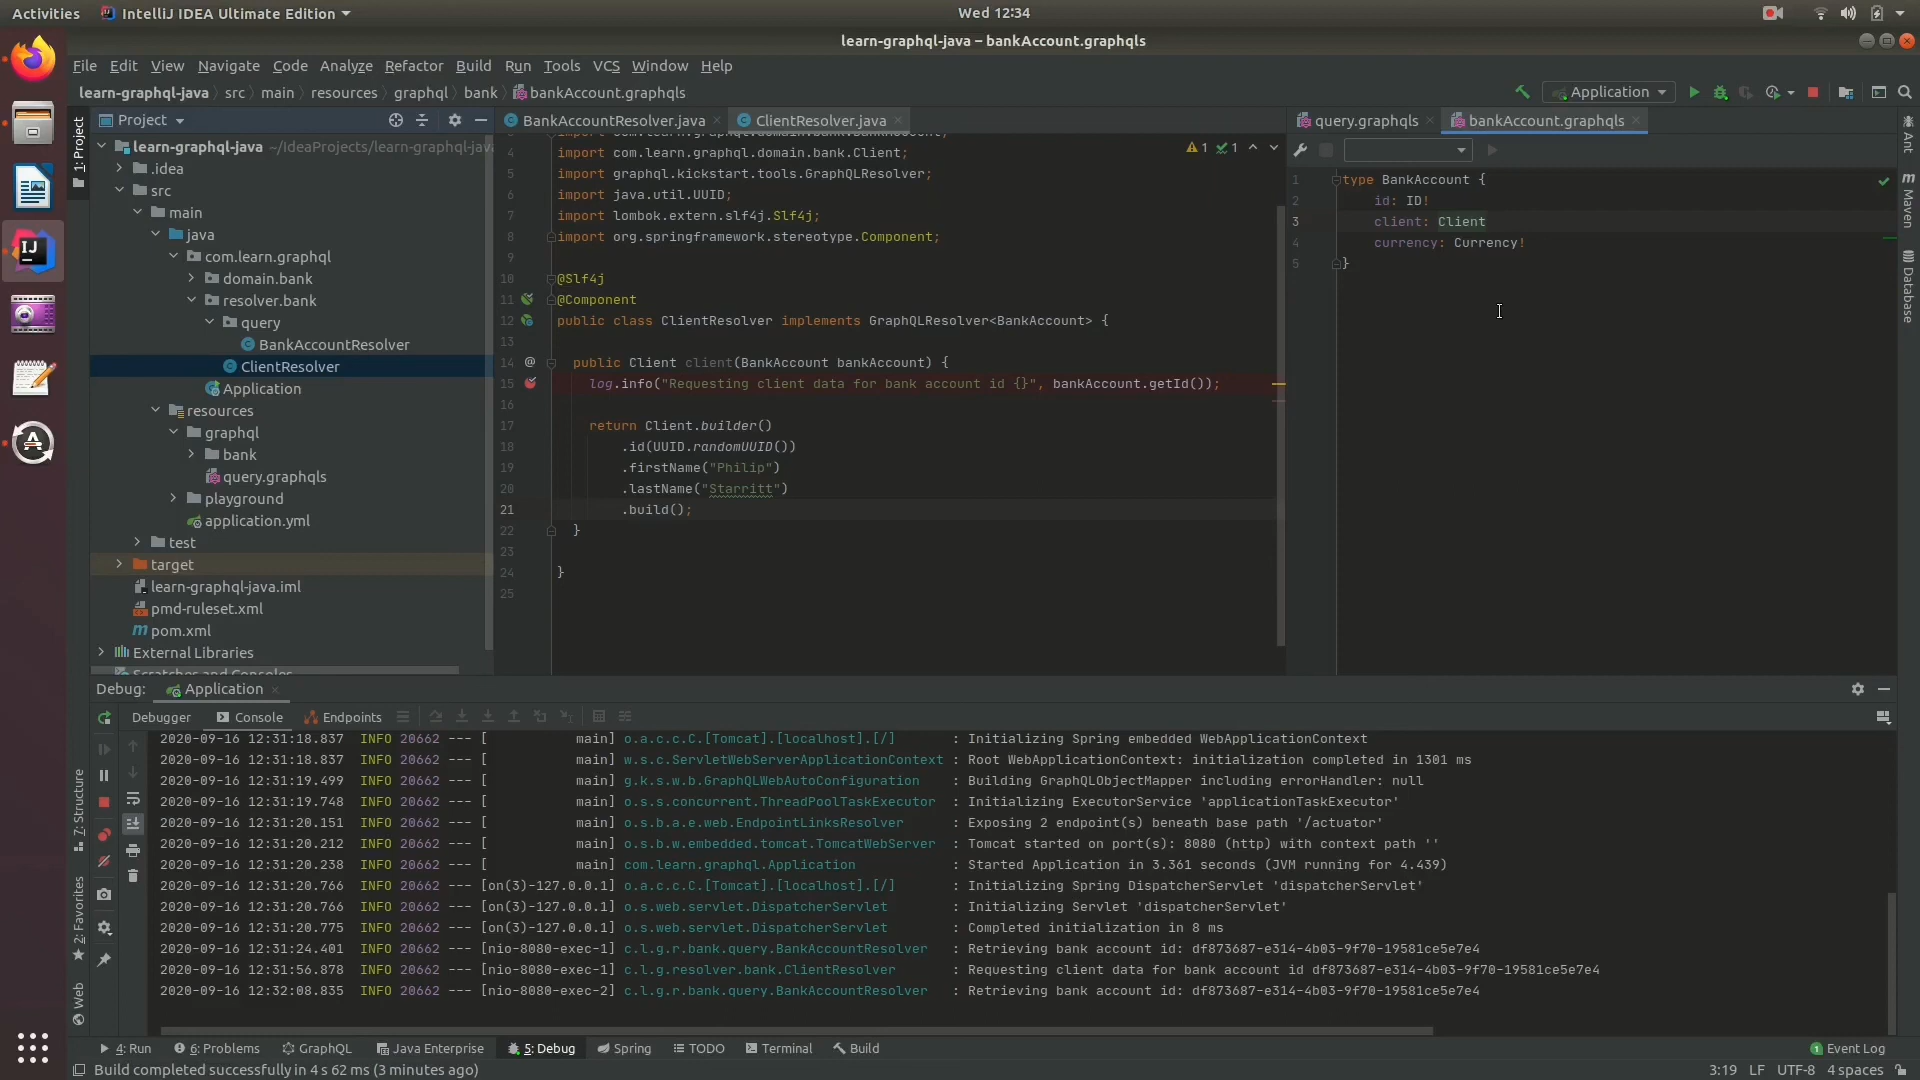 Activities
IntelliJ IDEA Ultimate Edition
Wed 12:34
learn-graphql-java – bankAccount.graphqls
File Edit View Navigate Code Analyze Refactor Build Run Tools VCS Window Help
learn-graphql-java src main resources graphql bank bankAccount.graphqls
Application
1: Project
Project
learn-graphql-java ~/IdeaProjects/learn-graphql-java
.idea
src
main
java
com.learn.graphql
domain.bank
resolver.bank
query
BankAccountResolver
ClientResolver
Application
resources
graphql
bank
query.graphqls
playground
application.yml
test
target
learn-graphql-java.iml
pmd-ruleset.xml
pom.xml
External Libraries
Scratches and Consoles
BankAccountResolver.java
ClientResolver.java
1 1
4 import com.learn.graphql.domain.bank.Client;
5 import graphql.kickstart.tools.GraphQLResolver;
6 import java.util.UUID;
7 import lombok.extern.slf4j.Slf4j;
8 import org.springframework.stereotype.Component;
9
10 @Slf4j
11 @Component
12 public class ClientResolver implements GraphQLResolver<BankAccount> {
13
14 public Client client(BankAccount bankAccount) {
15 log.info("Requesting client data for bank account id {}", bankAccount.getId());
16
17 return Client.builder()
18 .id(UUID.randomUUID())
19 .firstName("Philip")
20 .lastName("Starritt")
21 .build();
22 }
23
24 }
25
query.graphqls
bankAccount.graphqls
1 type BankAccount {
2 id: ID!
3 client: Client
4 currency: Currency!
5 }
Ant
Maven
Database
Debug: Application
Debugger Console Endpoints
2020-09-16 12:31:18.837 INFO 20662 --- [ main] o.a.c.c.C.[Tomcat].[localhost].[/] : Initializing Spring embedded WebApplicationContext
2020-09-16 12:31:18.837 INFO 20662 --- [ main] w.s.c.ServletWebServerApplicationContext : Root WebApplicationContext: initialization completed in 1301 ms
2020-09-16 12:31:19.499 INFO 20662 --- [ main] g.k.s.w.b.GraphQLWebAutoConfiguration : Building GraphQLObjectMapper including errorHandler: null
2020-09-16 12:31:19.748 INFO 20662 --- [ main] o.s.s.concurrent.ThreadPoolTaskExecutor : Initializing ExecutorService 'applicationTaskExecutor'
2020-09-16 12:31:20.151 INFO 20662 --- [ main] o.s.b.a.e.web.EndpointLinksResolver : Exposing 2 endpoint(s) beneath base path '/actuator'
2020-09-16 12:31:20.212 INFO 20662 --- [ main] o.s.b.w.embedded.tomcat.TomcatWebServer : Tomcat started on port(s): 8080 (http) with context path ''
2020-09-16 12:31:20.238 INFO 20662 --- [ main] com.learn.graphql.Application : Started Application in 3.361 seconds (JVM running for 4.439)
2020-09-16 12:31:20.766 INFO 20662 --- [on(3)-127.0.0.1] o.a.c.c.C.[Tomcat].[localhost].[/] : Initializing Spring DispatcherServlet 'dispatcherServlet'
2020-09-16 12:31:20.766 INFO 20662 --- [on(3)-127.0.0.1] o.s.web.servlet.DispatcherServlet : Initializing Servlet 'dispatcherServlet'
2020-09-16 12:31:20.775 INFO 20662 --- [on(3)-127.0.0.1] o.s.web.servlet.DispatcherServlet : Completed initialization in 8 ms
2020-09-16 12:31:24.401 INFO 20662 --- [nio-8080-exec-1] c.l.g.r.bank.query.BankAccountResolver : Retrieving bank account id: df873687-e314-4b03-9f70-19581ce5e7e4
2020-09-16 12:31:56.878 INFO 20662 --- [nio-8080-exec-1] c.l.g.resolver.bank.ClientResolver : Requesting client data for bank account id df873687-e314-4b03-9f70-19581ce5e7e4
2020-09-16 12:32:08.835 INFO 20662 --- [nio-8080-exec-2] c.l.g.r.bank.query.BankAccountResolver : Retrieving bank account id: df873687-e314-4b03-9f70-19581ce5e7e4
7: Structure
2: Favorites
Web
4: Run 6: Problems GraphQL Java Enterprise 5: Debug Spring TODO Terminal Build
1 Event Log
Build completed successfully in 4 s 62 ms (3 minutes ago)
3:19 LF UTF-8 4 spaces